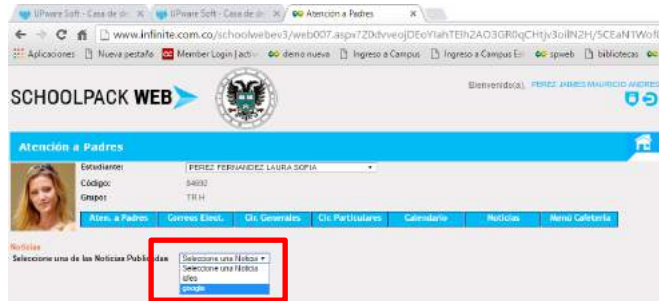 UPware Soft - Casa de de
UPware Soft - Casa de de
Atención a Padres
www.infinite.com.co/schoolwebev3/web007.aspx?
Aplicaciones Nueva pestaña Member Login | acti demo nueva Ingreso a Campus Ingreso a Campus E spweb bibliotecas
SCHOOLPACK WEB
Bienvenido(a), PEREZ JAIMES MAURICIO ANDRES
Atención a Padres
Estudiante: PEREZ FERNANDEZ LAURA SOFIA
Código: 84692
Grupo: TR H
Aten. a Padres Correos Elect. Cir. Generales Cir. Particulares Calendario Noticias Menú Cafetería
Noticias
Seleccione una de las Noticias Publicadas Seleccione una Noticia
Seleccione una Noticia
google